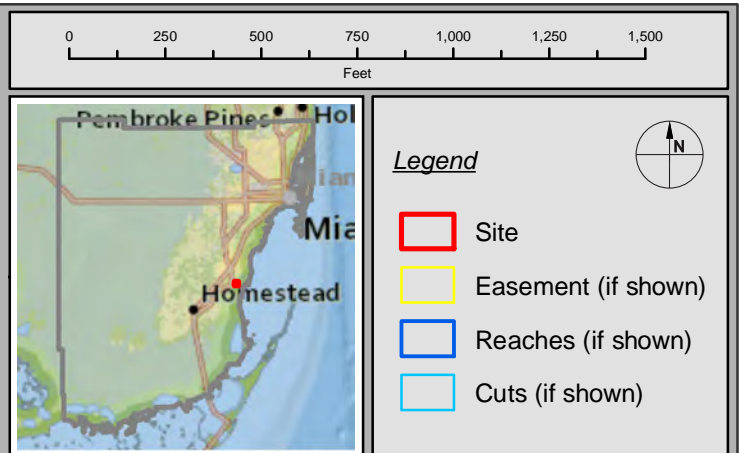 0 250 500 750 1,000 1,250 1,500
Feet
Pembroke Pines
Hol
ian
Mia
Homestead
Legend
N
Site
Easement (if shown)
Reaches (if shown)
Cuts (if shown)